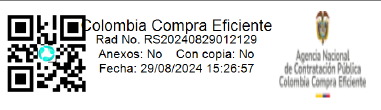 Colombia Compra Eficiente
Rad No. RS20240829012129
Anexos: No Con copia: No
Fecha: 29/08/2024 15:26:57
Agencia Nacional
de Contratación Pública
Colombia Compra Eficiente